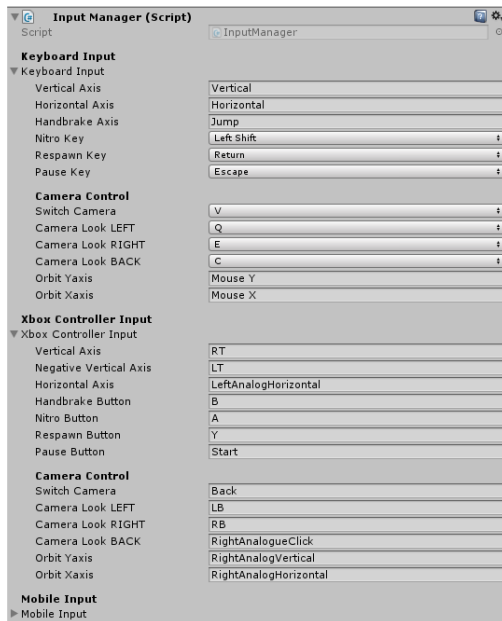 Input Manager (Script)
Script InputManager
Keyboard Input
Keyboard Input
Vertical Axis Vertical
Horizontal Axis Horizontal
Handbrake Axis Jump
Nitro Key Left Shift
Respawn Key Return
Pause Key Escape
Camera Control
Switch Camera V
Camera Look LEFT Q
Camera Look RIGHT E
Camera Look BACK C
Orbit Yaxis Mouse Y
Orbit Xaxis Mouse X
Xbox Controller Input
Xbox Controller Input
Vertical Axis RT
Negative Vertical Axis LT
Horizontal Axis LeftAnalogHorizontal
Handbrake Button B
Nitro Button A
Respawn Button Y
Pause Button Start
Camera Control
Switch Camera Back
Camera Look LEFT LB
Camera Look RIGHT RB
Camera Look BACK RightAnalogueClick
Orbit Yaxis RightAnalogVertical
Orbit Xaxis RightAnalogHorizontal
Mobile Input
Mobile Input